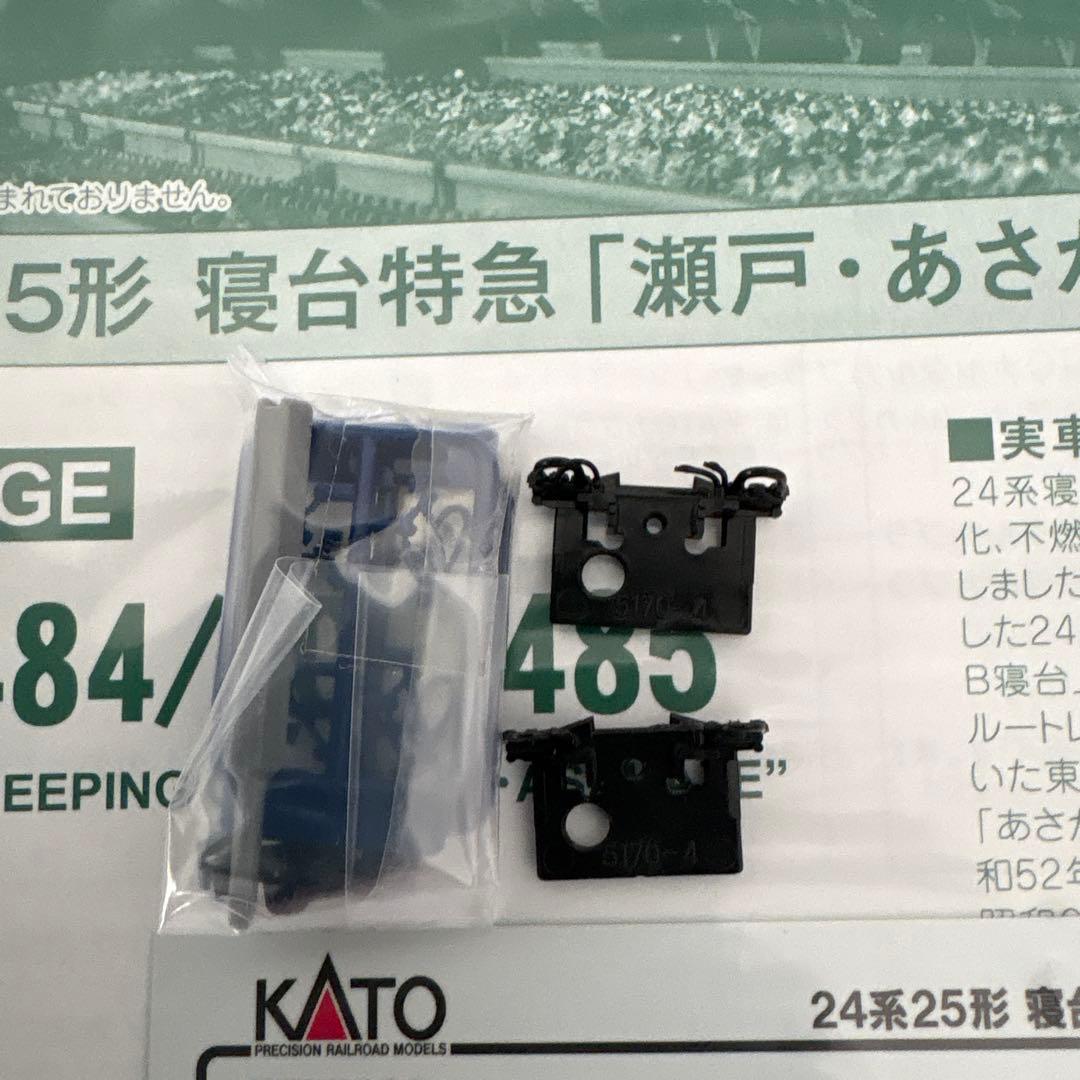 まれておりません。
5形 寝台特急「瀬戸・あさか
GE
484/
485
EEPING
5170-4
5170-4
■実車
24系寝
化、不燃
しました
した24
B寝台
ルートレ
いた東
「あさか
和52年
KATO
PRECISION RAILROAD MODELS
24系25形 寝台